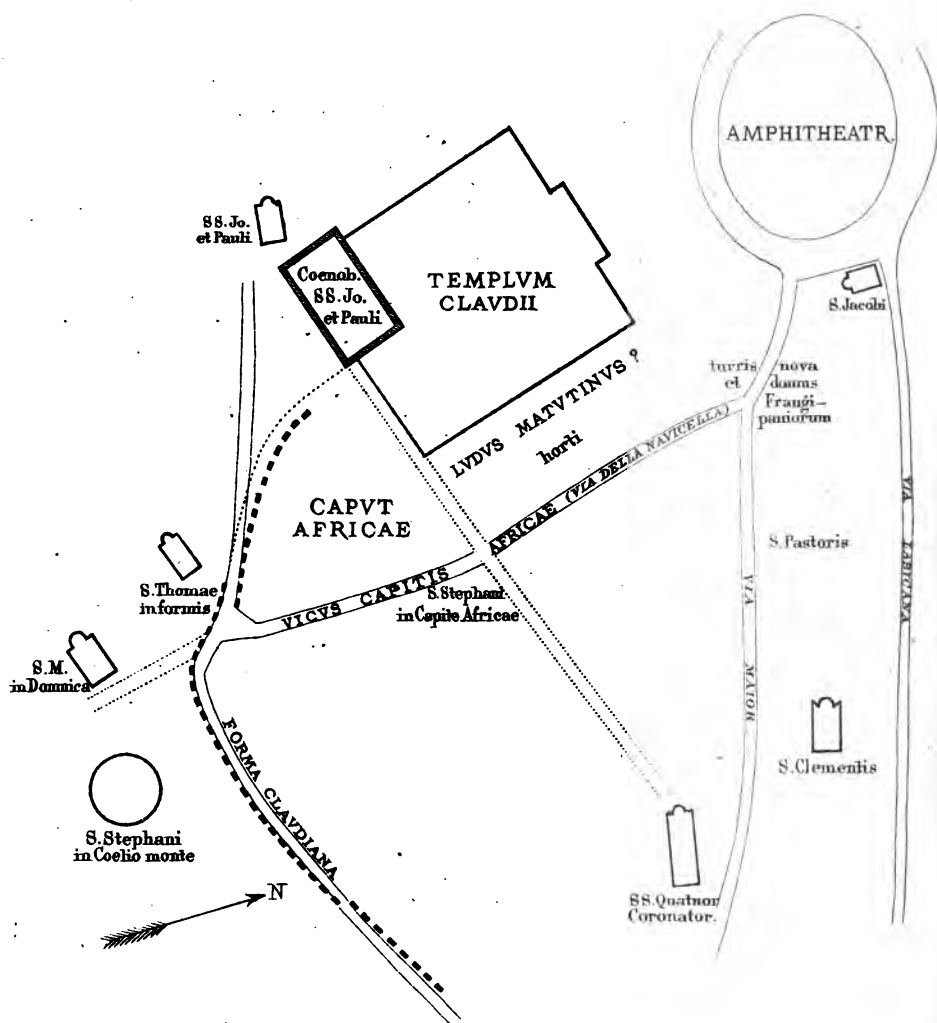 AMPHITHEATR.
SS. Jo.
et Pauli
Coenob.
SS. Jo.
et Pauli
TEMPLVM
CLAVDII
S. Jacobi
turris
et
nova
domus
Frangi-
paniorum
LVDVS MATVTINVS ?
horti
CAPVT
AFRICAE
VICVS CAPITIS AFRICAE (VIA DELLA NAVICELLA)
S. Stephani
in Capite Africae
S. Pastoris
VIA LABICANA
VIA MAIOR
S. Thomae
in formis
S. M.
in Domnica
FORMA CLAVDIANA
S. Clementis
S. Stephani
in Coelio monte
N
SS. Quatuor
Coronator.